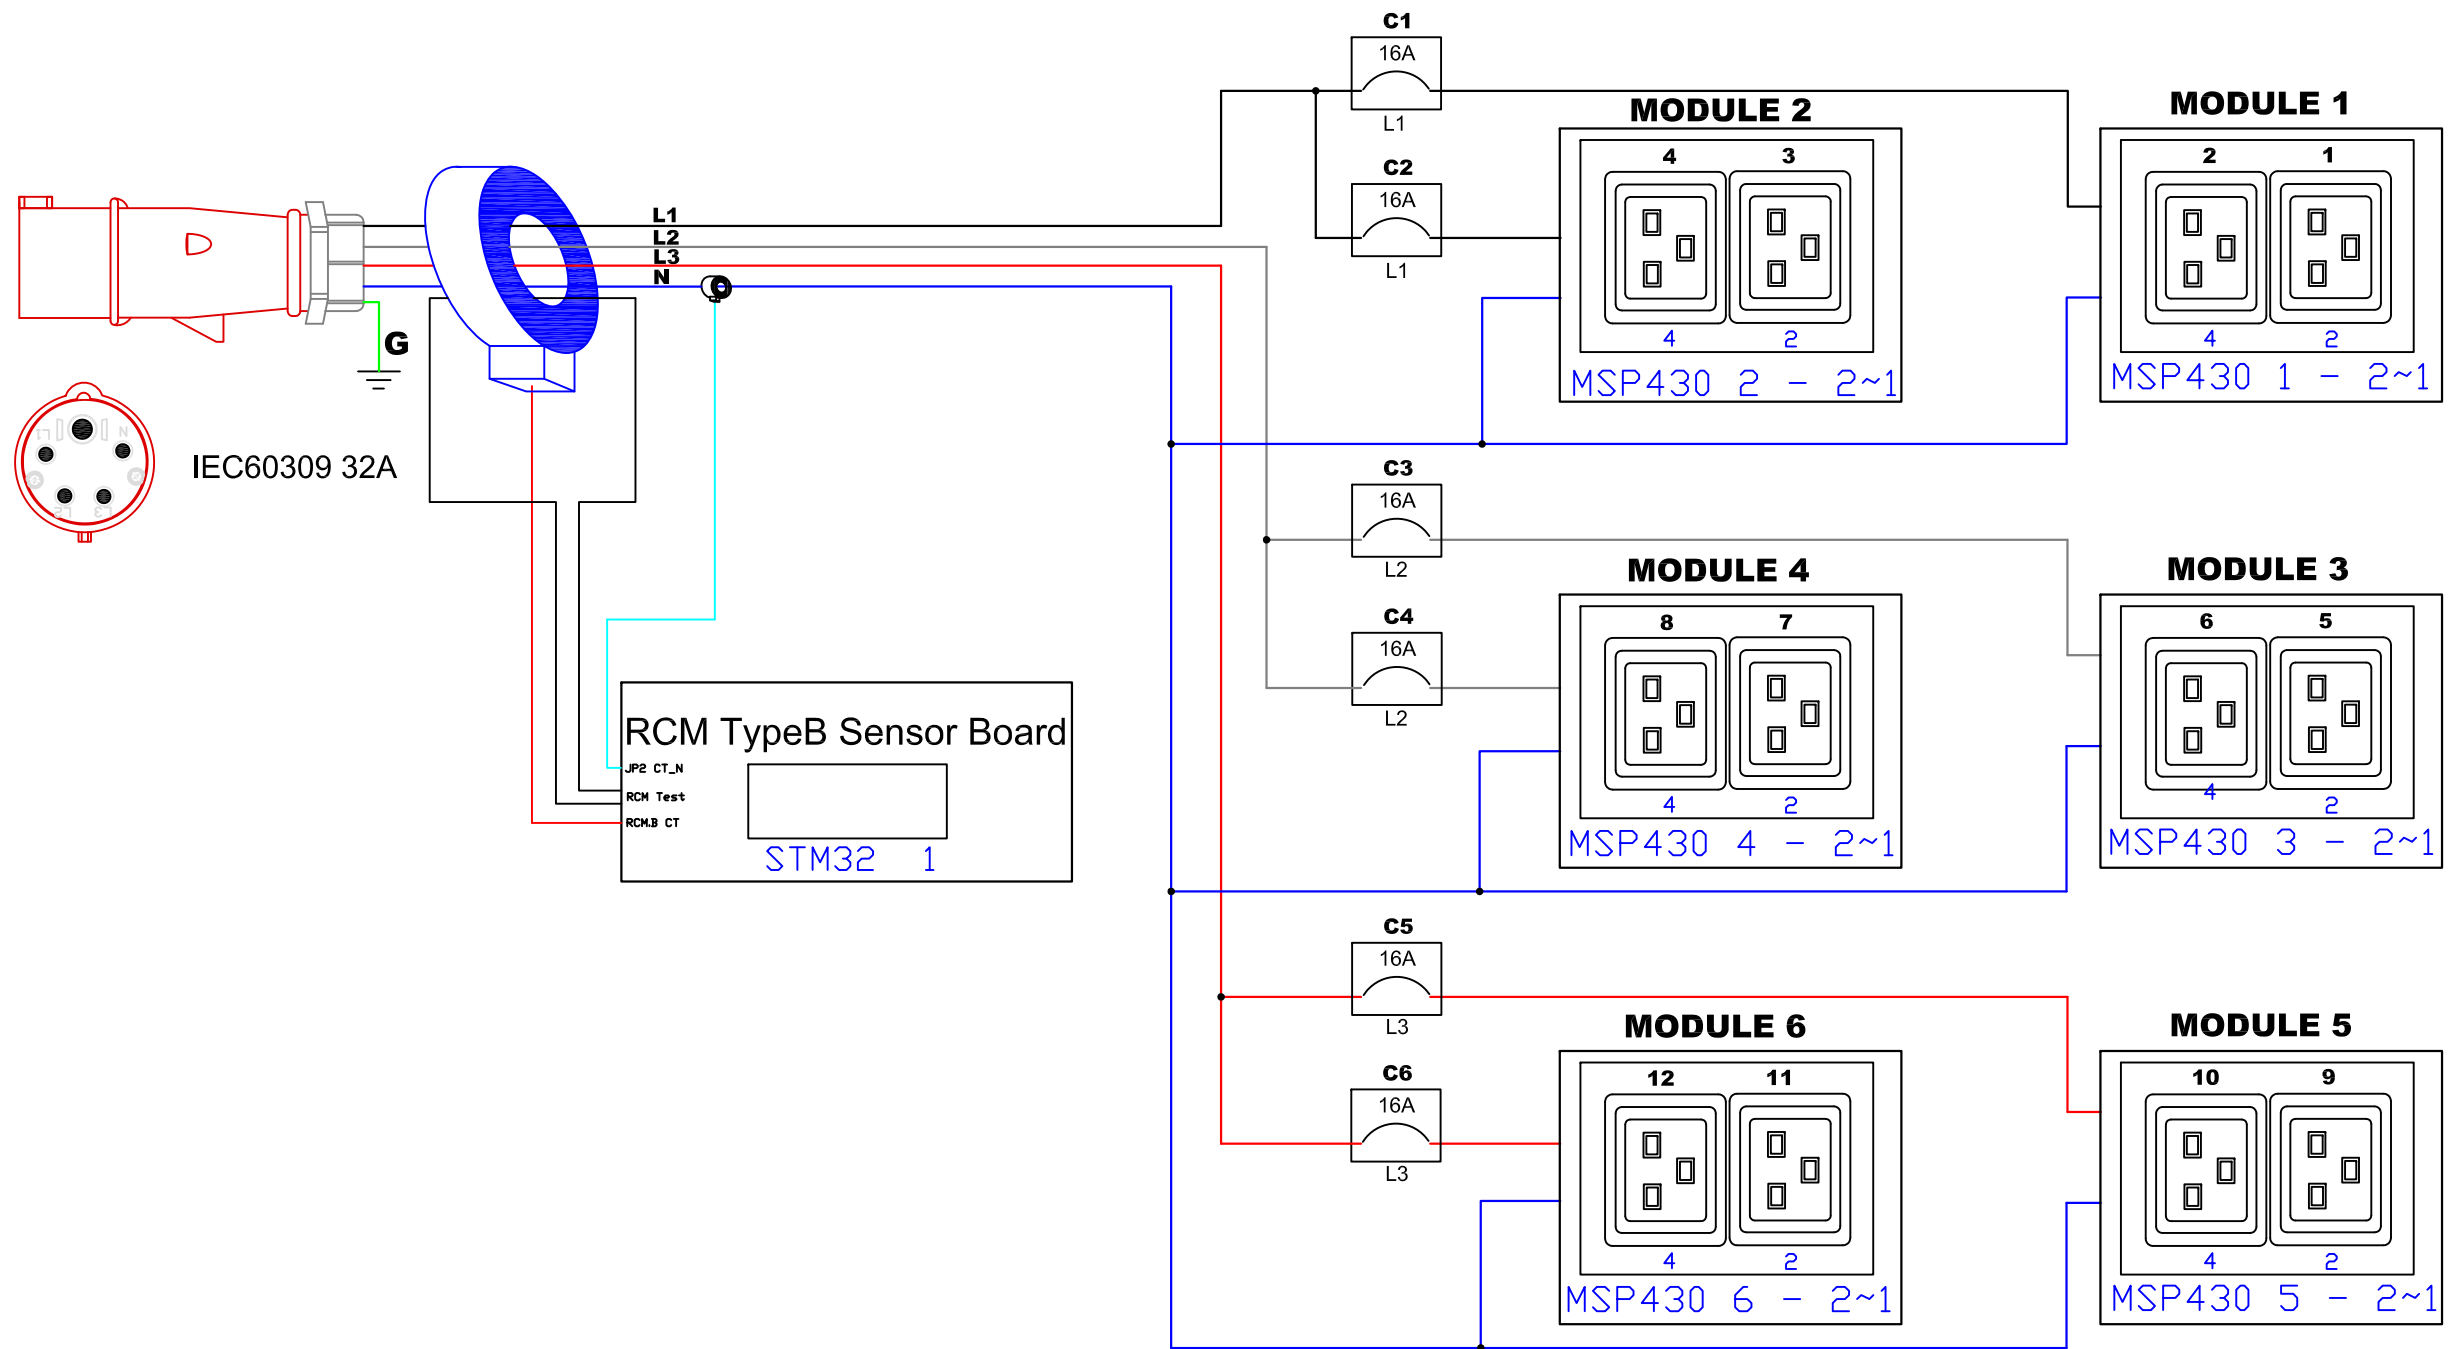 L1
L2
L3
N
G
L1
N
L2
L3
IEC60309 32A
RCM TypeB Sensor Board
JP2 CT_N
RCM Test
RCM.B CT
STM32 1
C1
16A
L1
C2
16A
L1
MODULE 2
4 3
4 2
MSP430 2 - 2~1
MODULE 1
2 1
4 2
MSP430 1 - 2~1
C3
16A
L2
C4
16A
L2
MODULE 4
8 7
4 2
MSP430 4 - 2~1
MODULE 3
6 5
4 2
MSP430 3 - 2~1
C5
16A
L3
C6
16A
L3
MODULE 6
12 11
4 2
MSP430 6 - 2~1
MODULE 5
10 9
4 2
MSP430 5 - 2~1